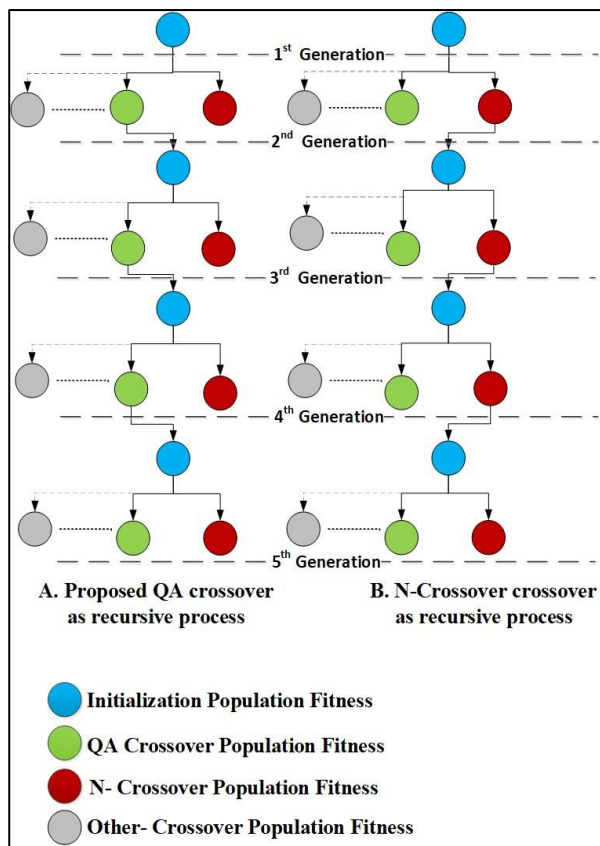 1st Generation
2nd Generation
3rd Generation
4th Generation
5th Generation
A. Proposed QA crossover
as recursive process
B. N-Crossover crossover
as recursive process
Initialization Population Fitness
QA Crossover Population Fitness
N- Crossover Population Fitness
Other- Crossover Population Fitness